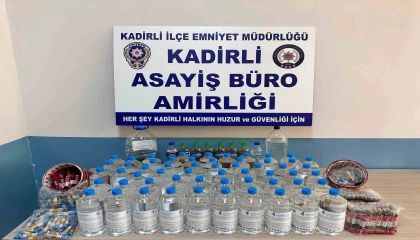 KADİRLİ İLÇE EMNİYET MÜDÜRLÜĞÜ
KADİRLİ
ASAYİŞ BÜRO
AMİRLİĞİ
HER ŞEY KADİRLİ HALKININ HUZUR ve GÜVENLİĞİ İÇİN